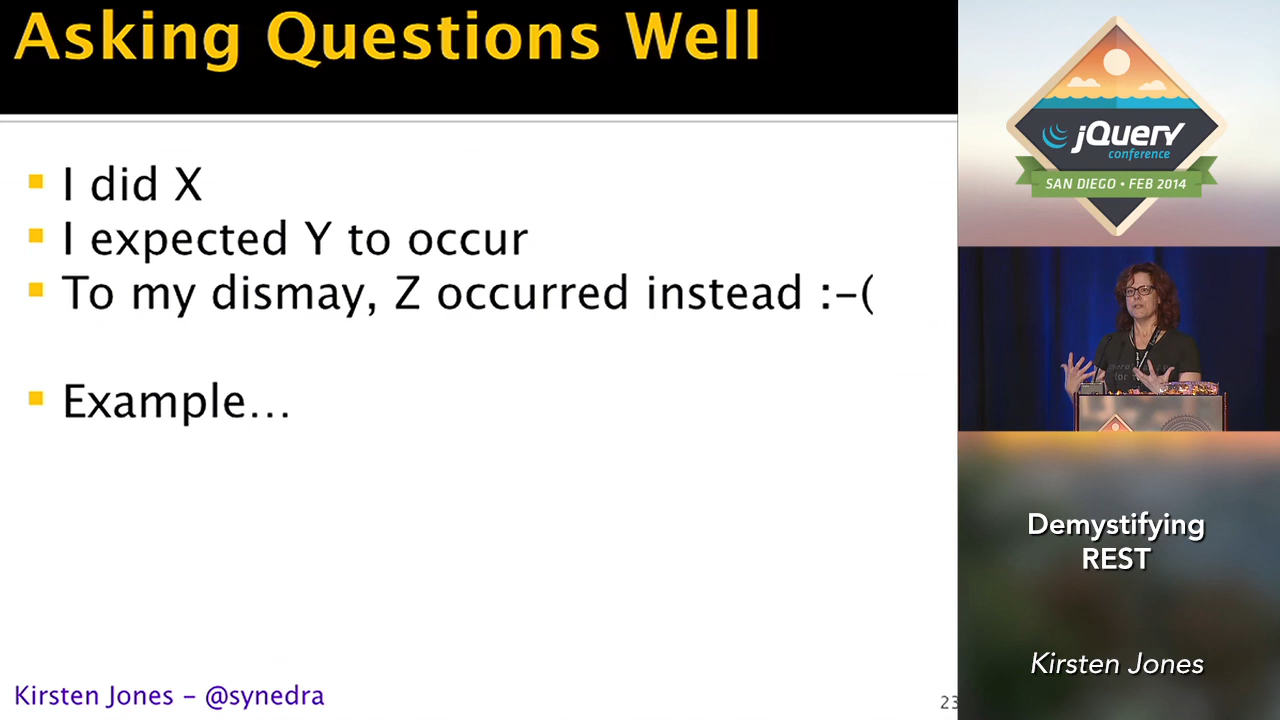 Asking Questions Well
I did X
I expected Y to occur
To my dismay, Z occurred instead :-(
Example...
Kirsten Jones - @synedra
23
jQuery
conference
SAN DIEGO • FEB 2014
Demystifying
REST
Kirsten Jones